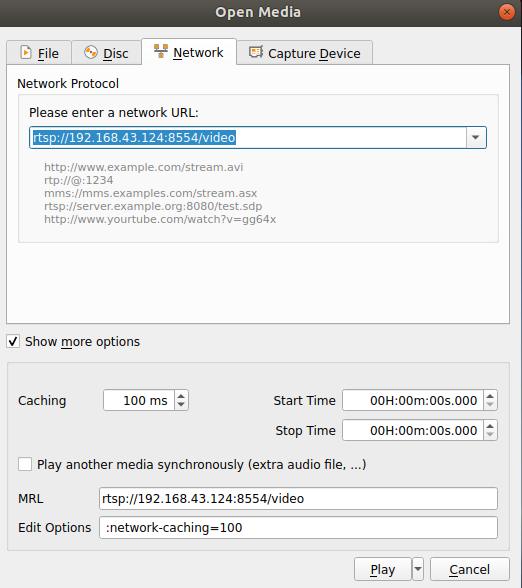 Open Media
File
Disc
Network
Capture Device
Network Protocol
Please enter a network URL:
rtsp://192.168.43.124:8554/video
http://www.example.com/stream.avi
rtp://@:1234
mms://mms.examples.com/stream.asx
rtsp://server.example.org:8080/test.sdp
http://www.yourtube.com/watch?v=gg64x
Show more options
Caching 100 ms Start Time 00H:00m:00s.000
Stop Time 00H:00m:00s.000
Play another media synchronously (extra audio file, ...)
MRL rtsp://192.168.43.124:8554/video
Edit Options :network-caching=100
Play Cancel